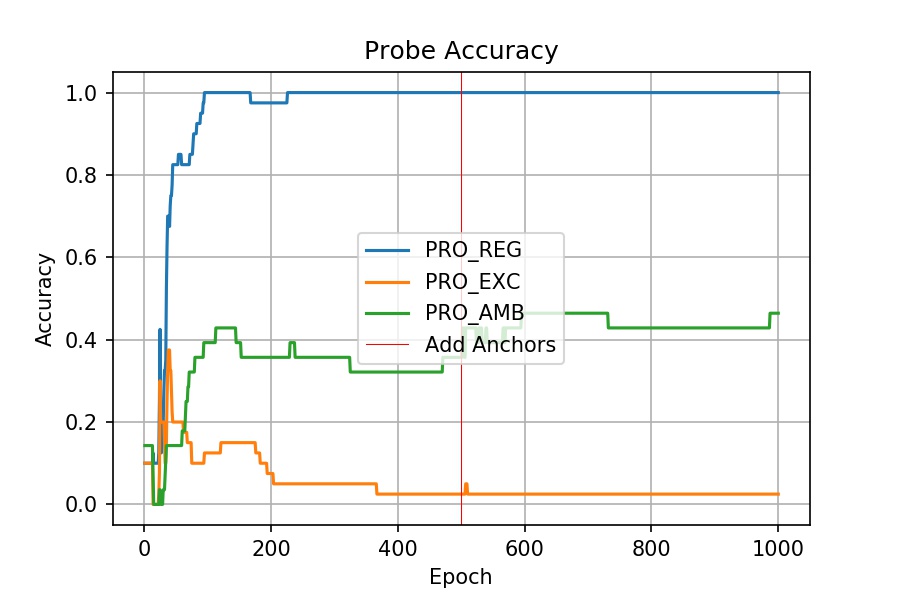 Probe Accuracy
Accuracy
1.0
0.8
0.6
0.4
0.2
0.0
PRO_REG
PRO_EXC
PRO_AMB
Add Anchors
0 200 400 600 800 1000
Epoch